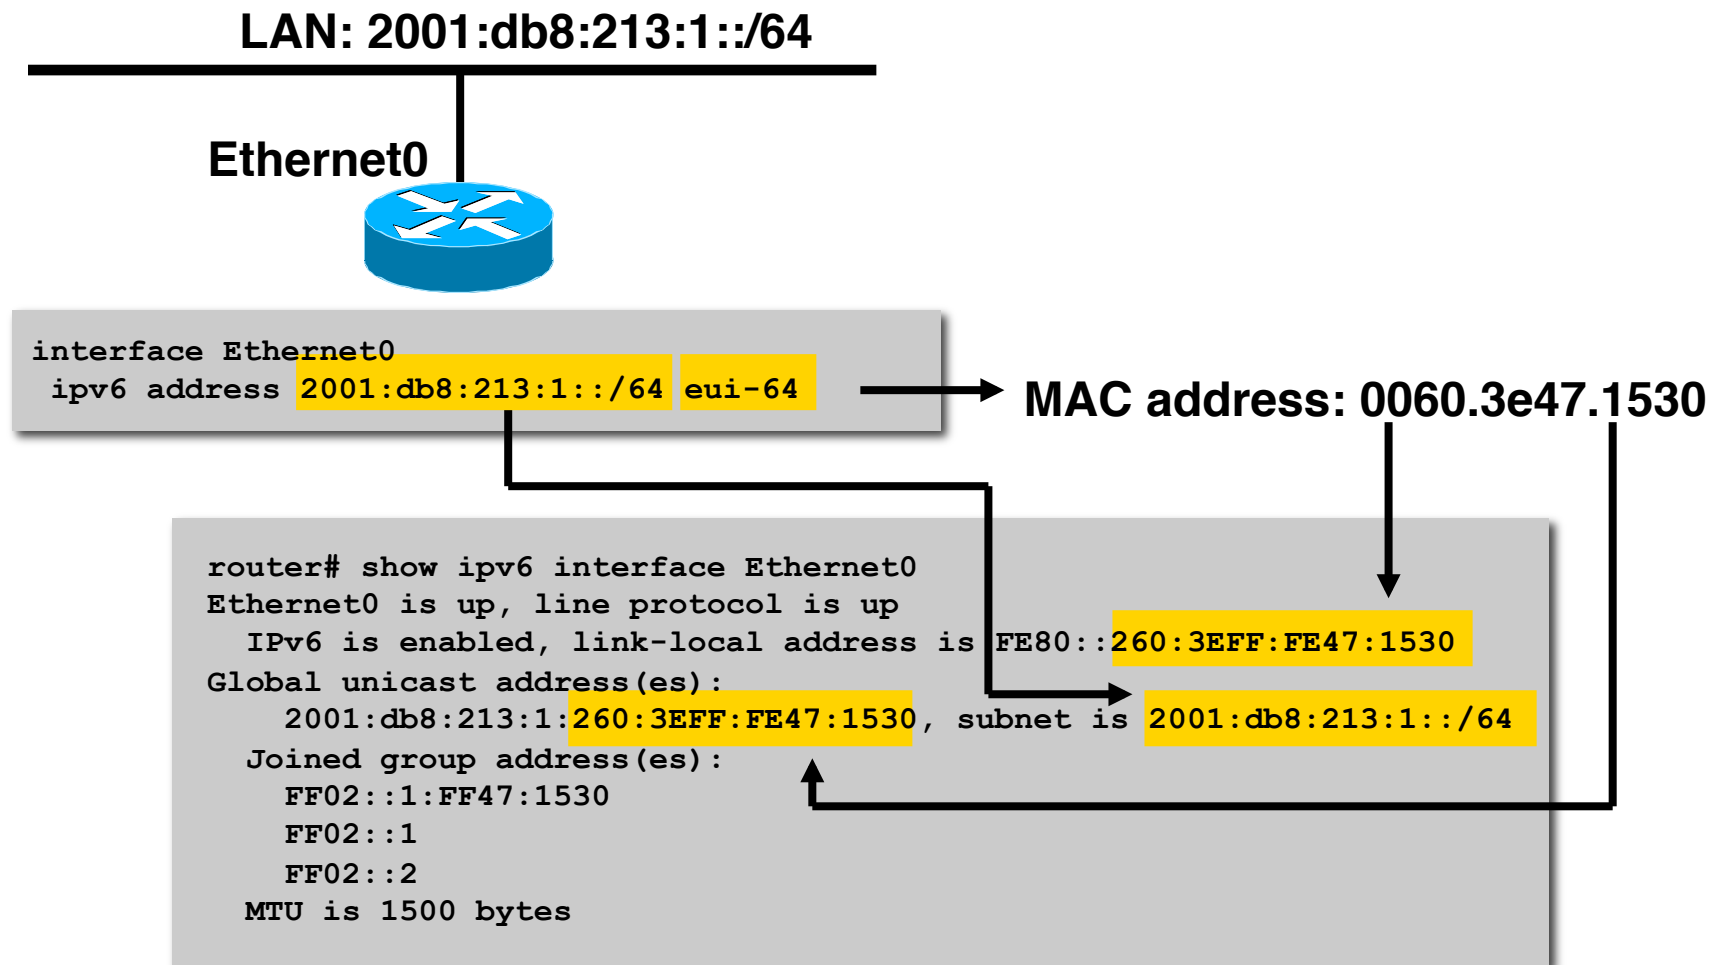 LAN: 2001:db8:213:1::/64
Ethernet0
interface Ethernet0
ipv6 address 2001:db8:213:1::/64 eui-64
MAC address: 0060.3e47.1530
router# show ipv6 interface Ethernet0
Ethernet0 is up, line protocol is up
IPv6 is enabled, link-local address is FE80::260:3EFF:FE47:1530
Global unicast address(es):
2001:db8:213:1:260:3EFF:FE47:1530, subnet is 2001:db8:213:1::/64
Joined group address(es):
FF02::1:FF47:1530
FF02::1
FF02::2
MTU is 1500 bytes